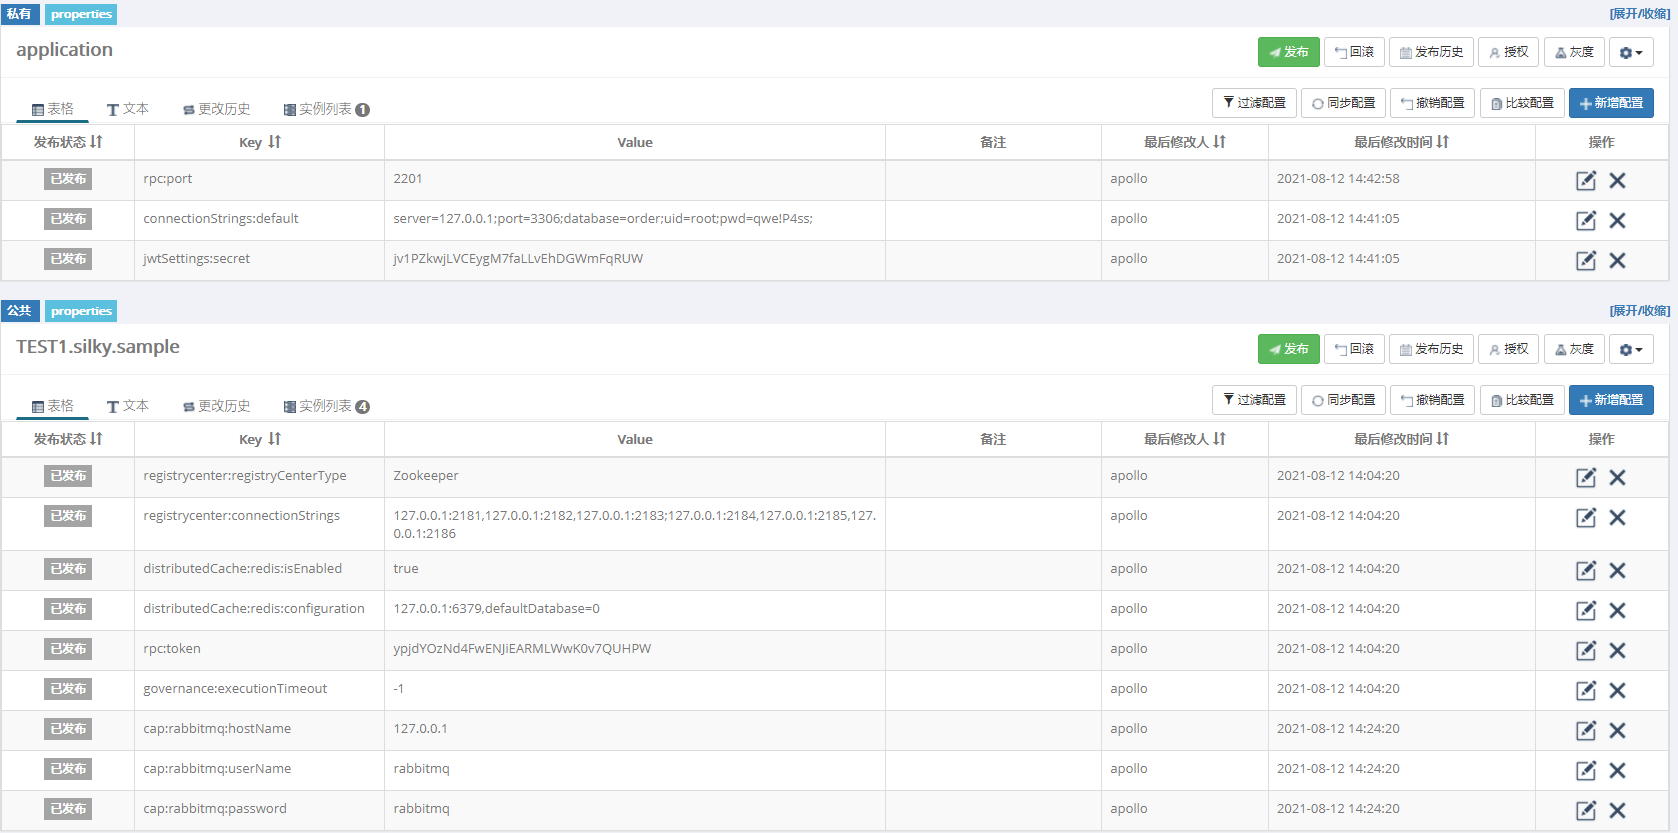 私有 properties [展开/收缩]
application 发布 回滚 发布历史 授权 灰度
表格 文本 更改历史 实例列表 1 过滤配置 同步配置 撤销配置 比较配置 新增配置
发布状态 Key Value 备注 最后修改人 最后修改时间 操作
已发布 rpc:port 2201 apollo 2021-08-12 14:42:58
已发布 connectionStrings:default server=127.0.0.1;port=3306;database=order;uid=root;pwd=qwe!P4ss; apollo 2021-08-12 14:41:05
已发布 jwtSettings:secret jv1PZkwjLVCEygM7faLLvEhDGWmFqRUW apollo 2021-08-12 14:41:05
公共 properties [展开/收缩]
TEST1.silky.sample 发布 回滚 发布历史 授权 灰度
表格 文本 更改历史 实例列表 4 过滤配置 同步配置 撤销配置 比较配置 新增配置
发布状态 Key Value 备注 最后修改人 最后修改时间 操作
已发布 registrycenter:registryCenterType Zookeeper apollo 2021-08-12 14:04:20
已发布 registrycenter:connectionStrings 127.0.0.1:2181,127.0.0.1:2182,127.0.0.1:2183;127.0.0.1:2184,127.0.0.1:2185,127. apollo 2021-08-12 14:04:20
0.0.1:2186
已发布 distributedCache:redis:isEnabled true apollo 2021-08-12 14:04:20
已发布 distributedCache:redis:configuration 127.0.0.1:6379,defaultDatabase=0 apollo 2021-08-12 14:04:20
已发布 rpc:token ypjdYOzNd4FwENJiEARMLWwK0v7QUHPW apollo 2021-08-12 14:04:20
已发布 governance:executionTimeout -1 apollo 2021-08-12 14:04:20
已发布 cap:rabbitmq:hostName 127.0.0.1 apollo 2021-08-12 14:24:20
已发布 cap:rabbitmq:userName rabbitmq apollo 2021-08-12 14:24:20
已发布 cap:rabbitmq:password rabbitmq apollo 2021-08-12 14:24:20